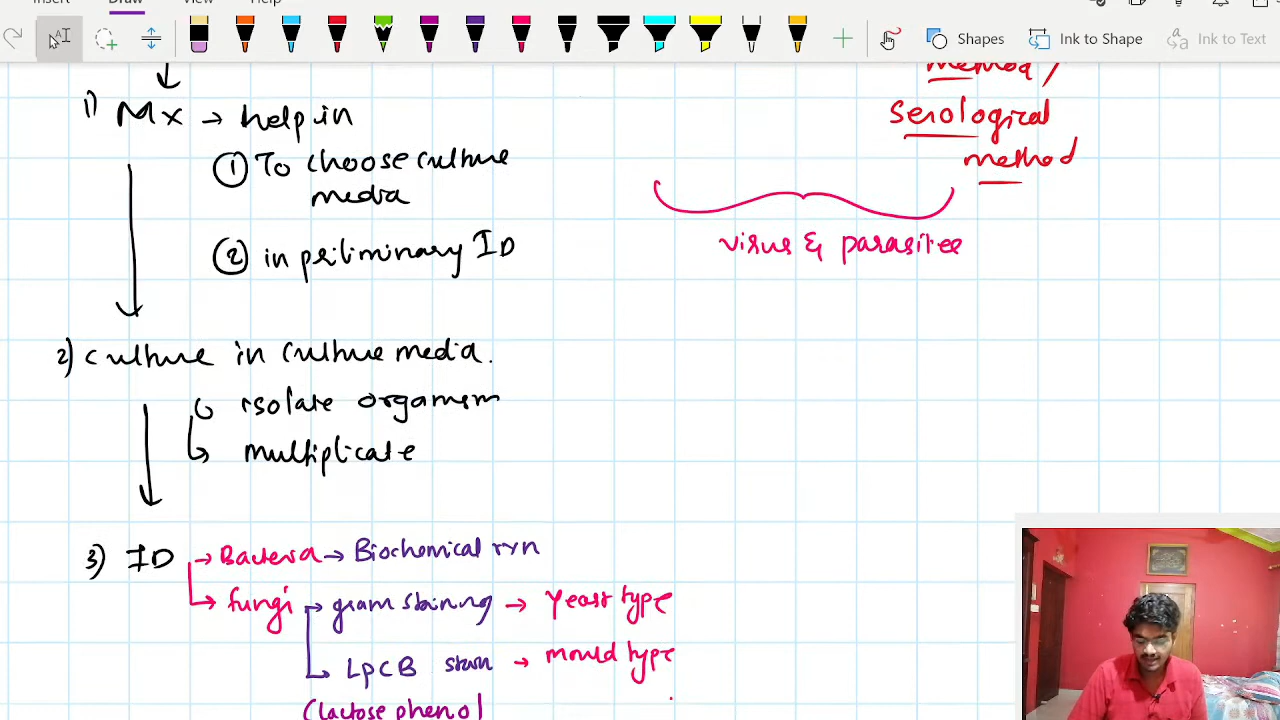 Insert Draw View Help
Shapes
Ink to Shape
Ink to Text
method/
serological
method
1) Mx → help in
① To choose culture
media
② in preliminary ID
virus & parasites
2) culture in culture media.
isolate organism
multiplicate
3) ID → Bacteria → Biochemical rxn
→ fungi → gram staining → yeast type
LPCB stain → mould type
(lactose phenol